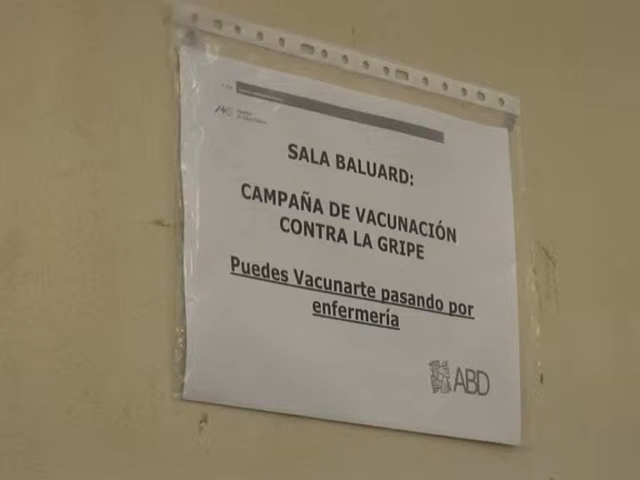 SALA BALUARD:
CAMPAÑA DE VACUNACIÓN
CONTRA LA GRIPE
Puedes Vacunarte pasando por
enfermería
ABD